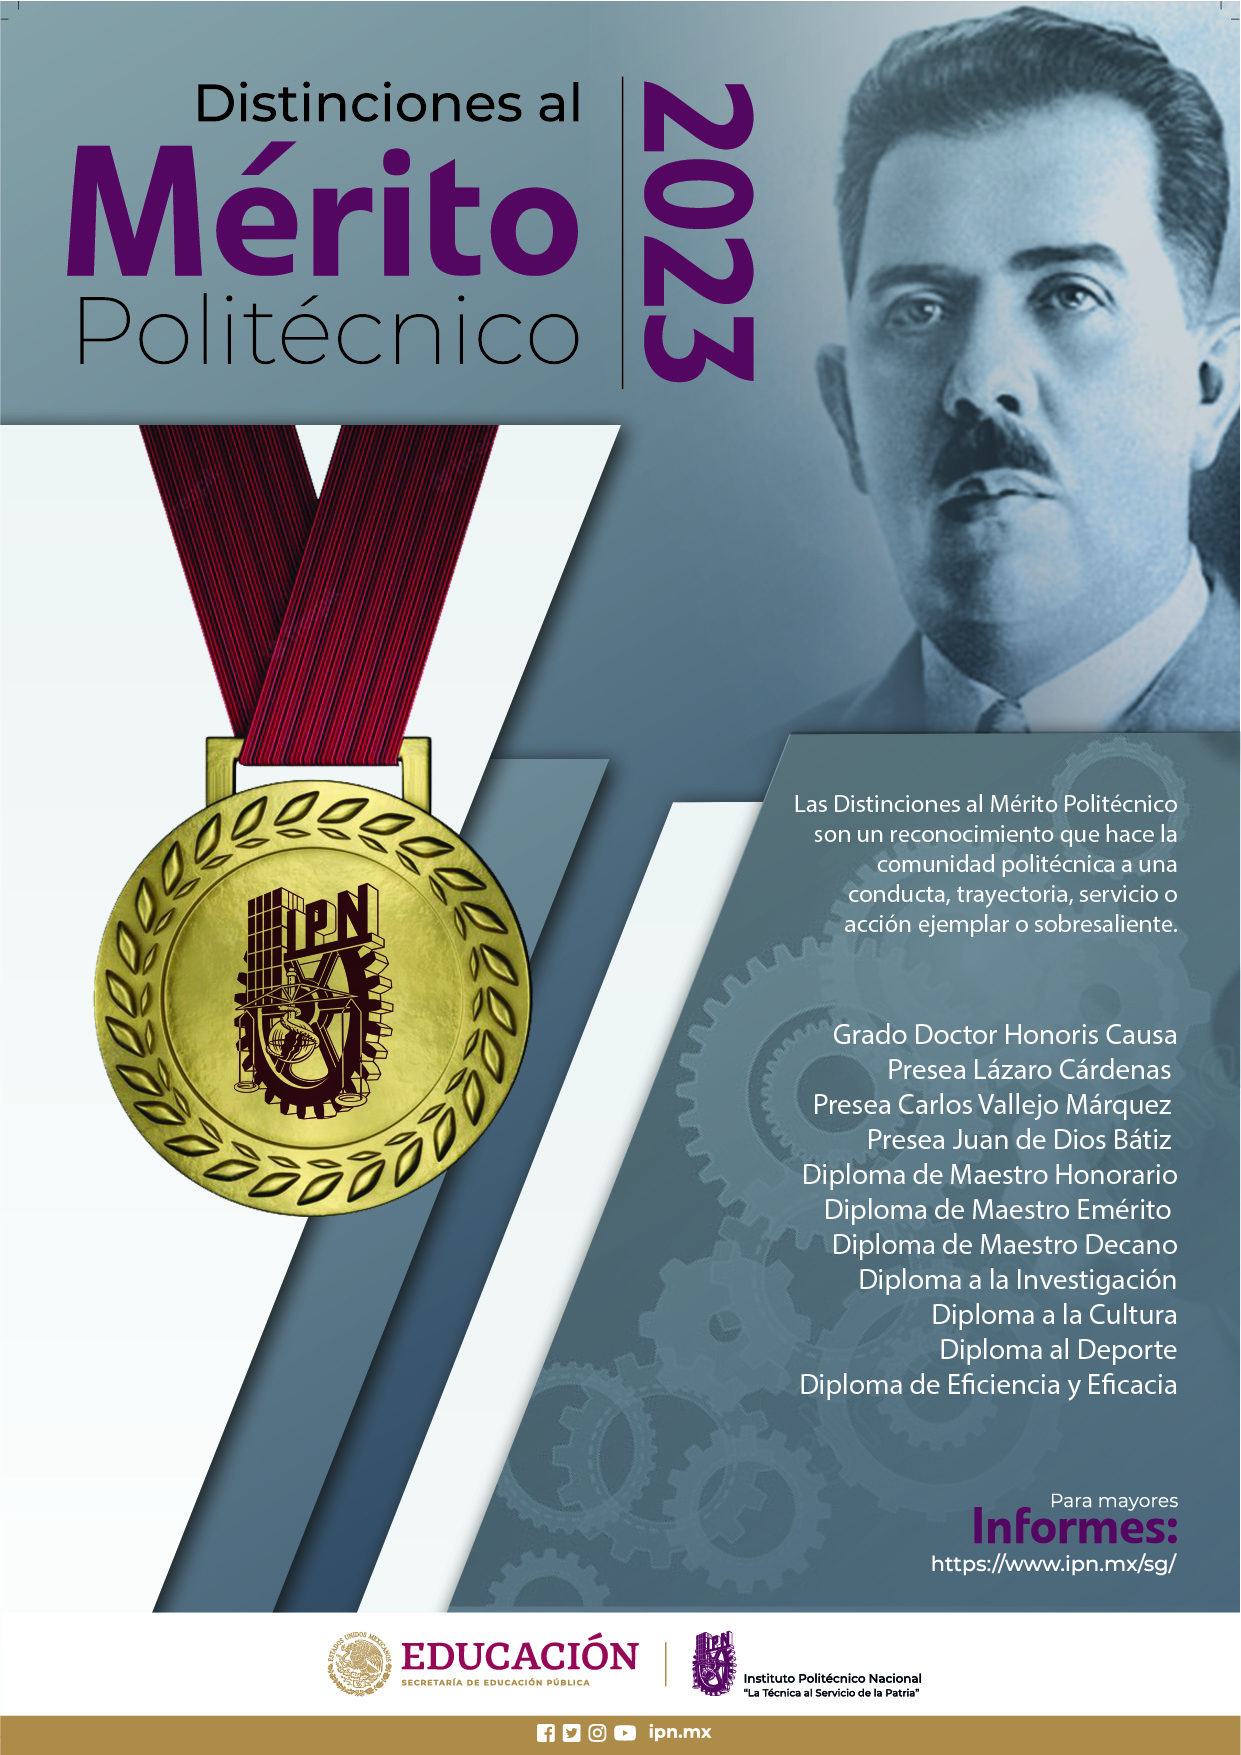 Distinciones al
Mérito
Politécnico
2023
IPN
Las Distinciones al Mérito Politécnico
son un reconocimiento que hace la
comunidad politécnica a una
conducta, trayectoria, servicio o
acción ejemplar o sobresaliente.
Grado Doctor Honoris Causa
Presea Lázaro Cárdenas
Presea Carlos Vallejo Márquez
Presea Juan de Dios Bátiz
Diploma de Maestro Honorario
Diploma de Maestro Emérito
Diploma de Maestro Decano
Diploma a la Investigación
Diploma a la Cultura
Diploma al Deporte
Diploma de Eficiencia y Eficacia
Para mayores
Informes:
https://www.ipn.mx/sg/
ESTADOS UNIDOS MEXICANOS
EDUCACIÓN
SECRETARÍA DE EDUCACIÓN PÚBLICA
IPN
Instituto Politécnico Nacional
"La Técnica al Servicio de la Patria"
ipn.mx